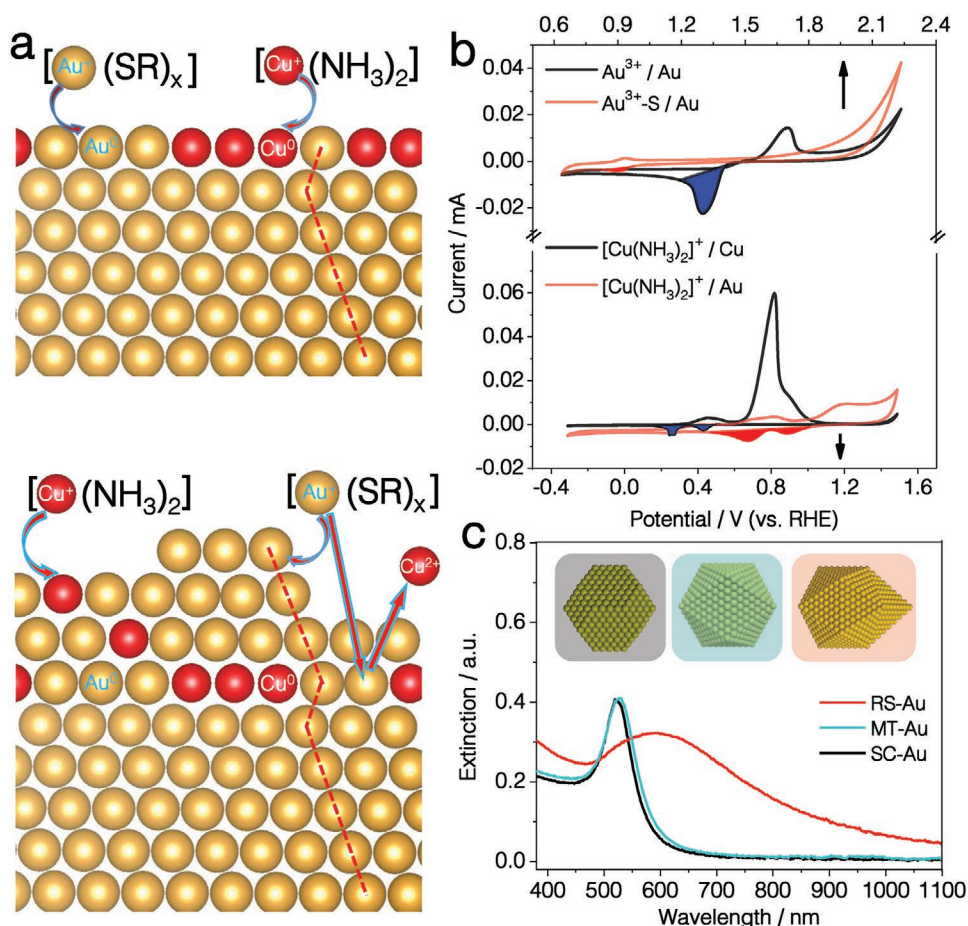 a
[Au⁺(SR)ₓ] [Cu⁺(NH₃)₂]
Au⁰ Cu⁰
[Cu⁺(NH₃)₂] [Au⁺(SR)ₓ]
Cu²⁺
Au⁰ Cu⁰
b
0.6 0.9 1.2 1.5 1.8 2.1 2.4
Au³⁺ / Au
Au³⁺-S / Au
0.04
0.02
0.00
-0.02
[Cu(NH₃)₂]⁺ / Cu
[Cu(NH₃)₂]⁺ / Au
0.06
0.04
0.02
0.00
-0.02
Current / mA
-0.4 0.0 0.4 0.8 1.2 1.6
Potential / V (vs. RHE)
c
0.8
0.6
0.4
0.2
0.0
Extinction / a.u.
RS-Au
MT-Au
SC-Au
400 500 600 700 800 900 1000 1100
Wavelength / nm